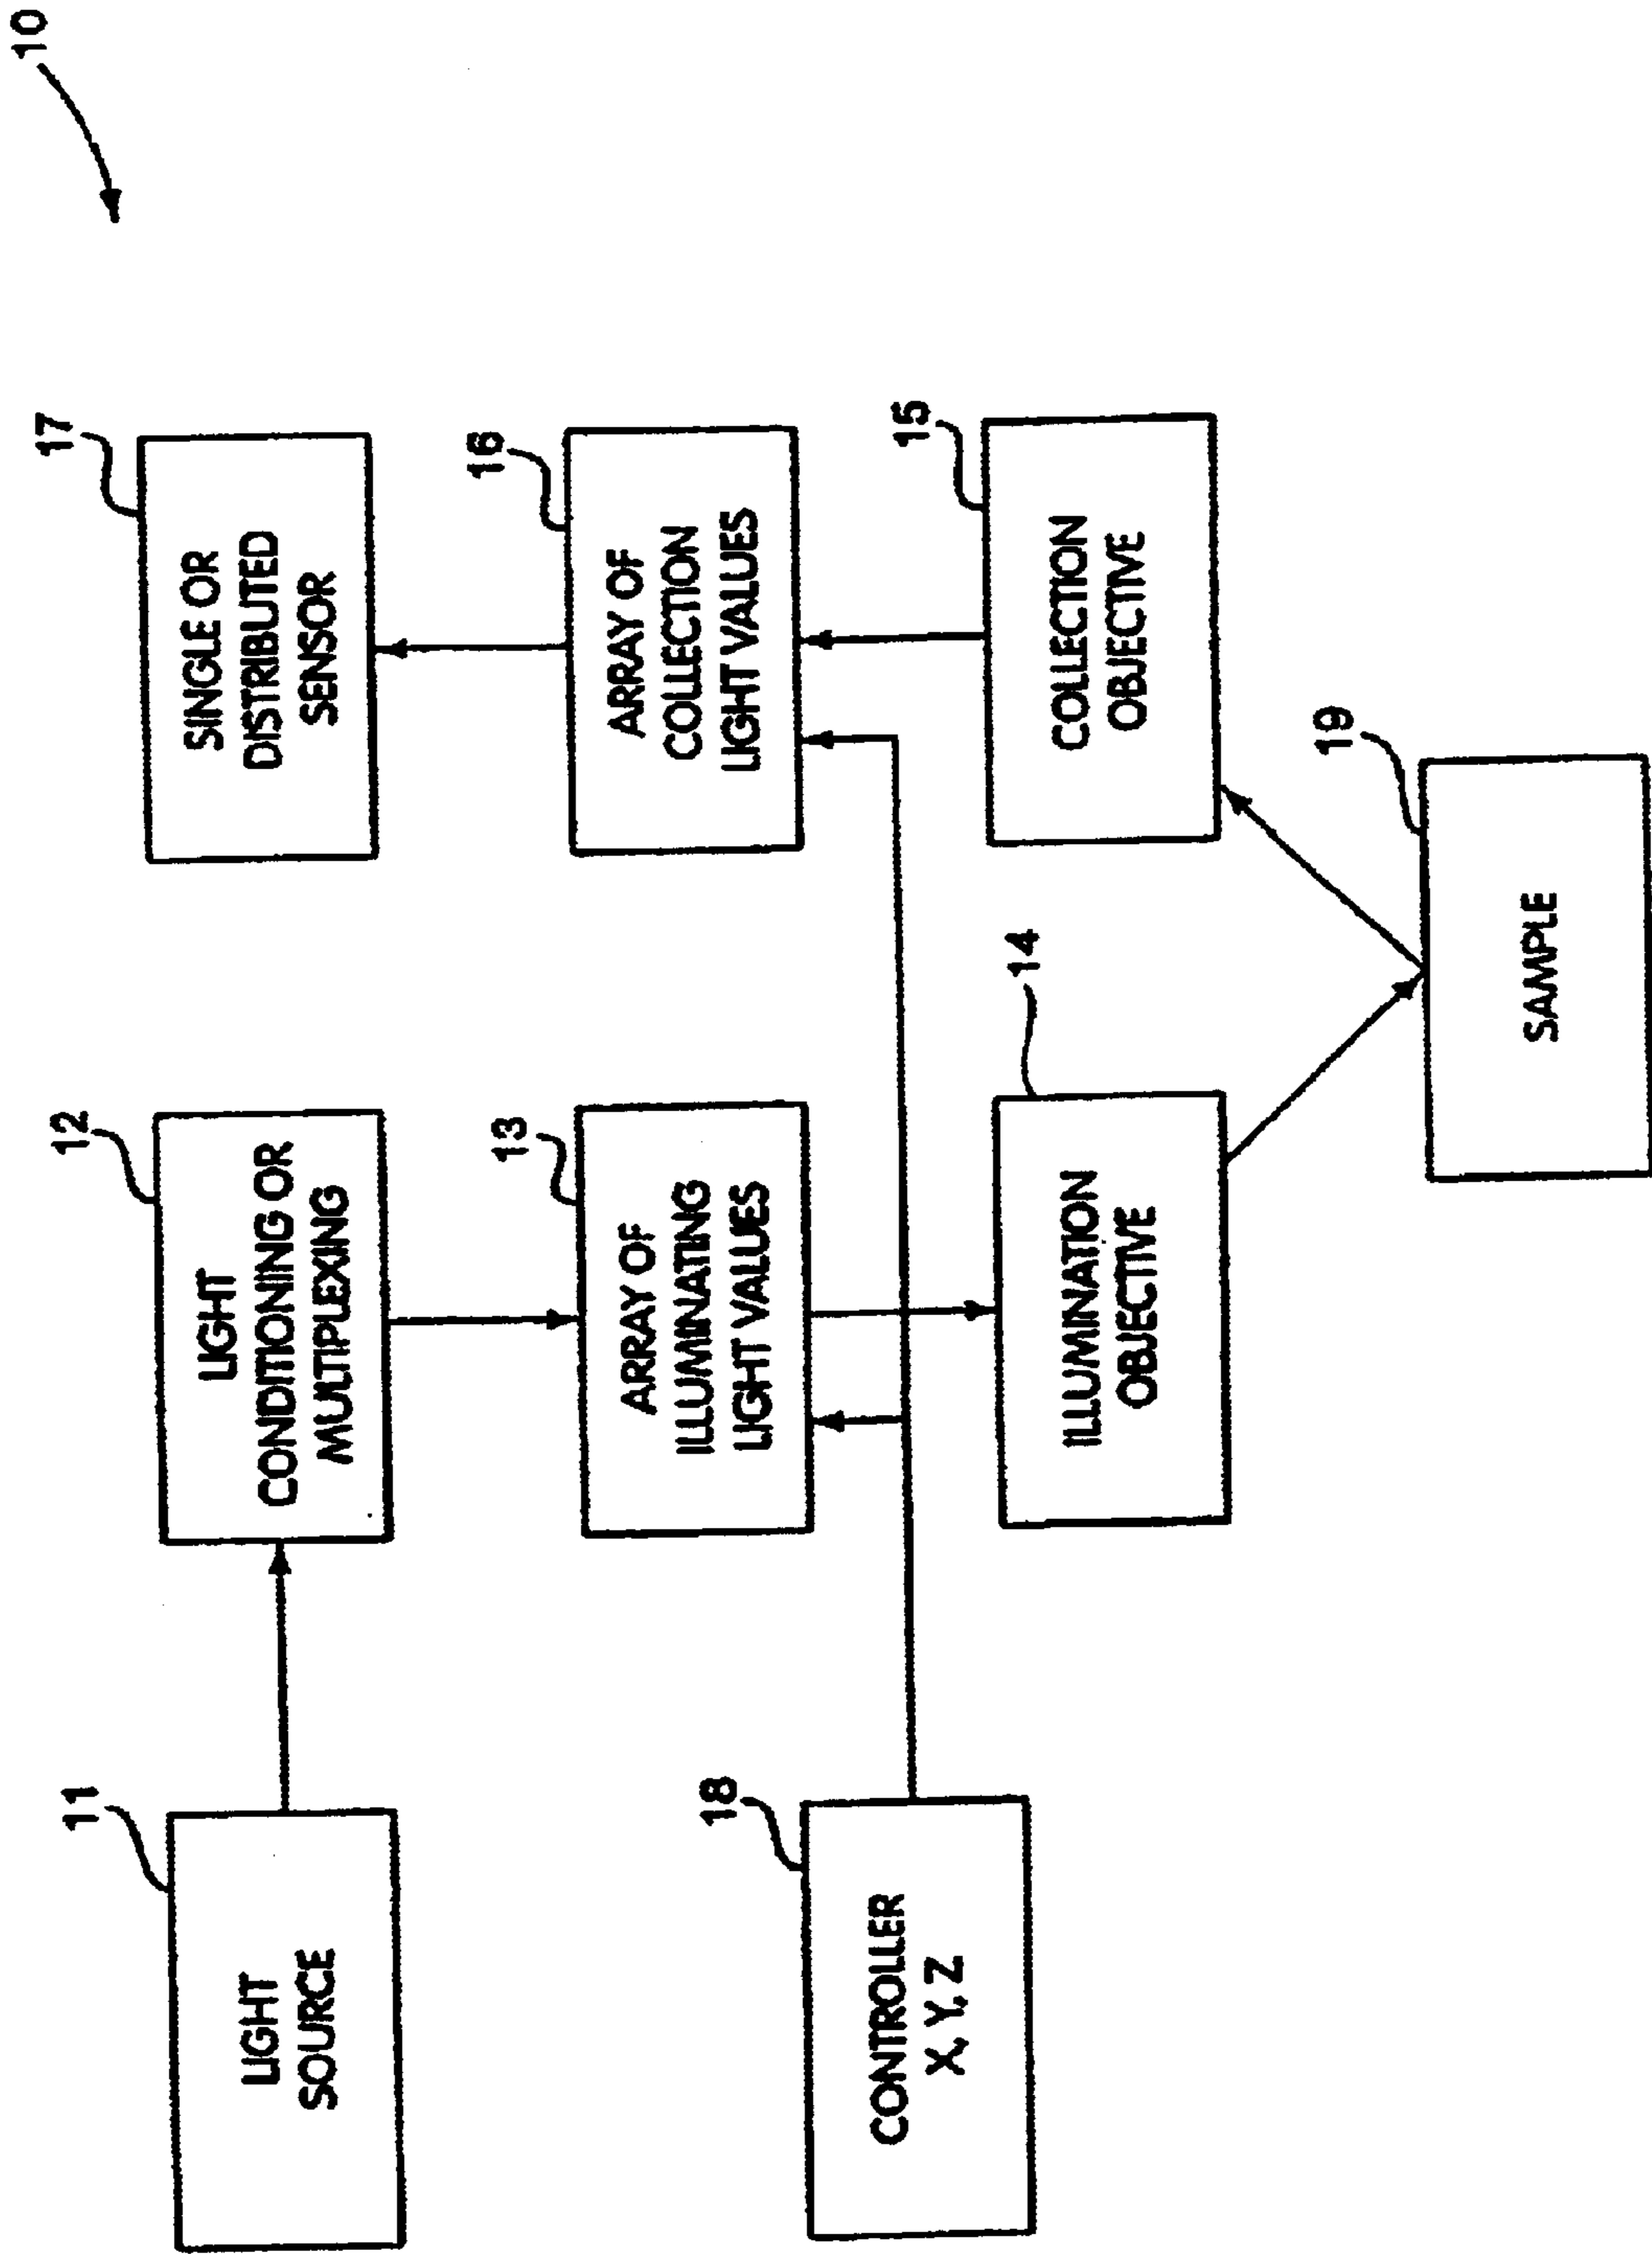 10
11
LIGHT
SOURCE
12
LIGHT
CONDITIONING OR
MULTIPLEXING
17
SINGLE OR
DISTRIBUTED
SENSOR
13
ARRAY OF
ILLUMINATING
LIGHT VALUES
16
ARRAY OF
COLLECTION
LIGHT VALUES
18
CONTROLLER
X, Y, Z
14
ILLUMINATION
OBJECTIVE
15
COLLECTION
OBJECTIVE
19
SAMPLE